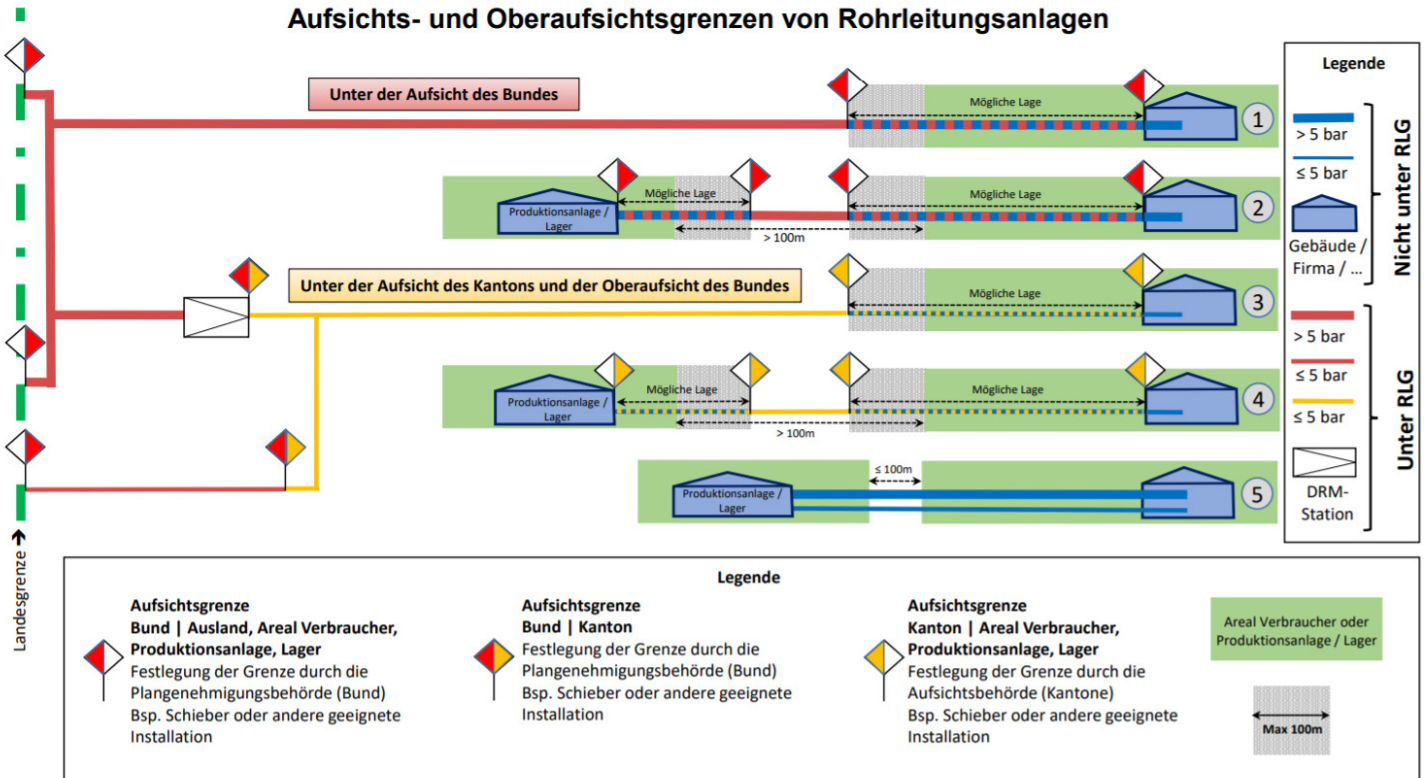 Aufsichts- und Oberaufsichtsgrenzen von Rohrleitungsanlagen
Unter der Aufsicht des Bundes
Mögliche Lage
1
Produktionsanlage /
Lager
Mögliche Lage
> 100m
Mögliche Lage
2
Unter der Aufsicht des Kantons und der Oberaufsicht des Bundes
Mögliche Lage
3
Produktionsanlage /
Lager
Mögliche Lage
> 100m
Mögliche Lage
4
Produktionsanlage /
Lager
≤ 100m
5
Landesgrenze ➔
Legende
> 5 bar
≤ 5 bar
Gebäude /
Firma / ...
Nicht unter RLG
> 5 bar
≤ 5 bar
≤ 5 bar
DRM-
Station
Unter RLG
Legende
Aufsichtsgrenze
Bund | Ausland, Areal Verbraucher,
Produktionsanlage, Lager
Festlegung der Grenze durch die
Plangenehmigungsbehörde (Bund)
Bsp. Schieber oder andere geeignete
Installation
Aufsichtsgrenze
Bund | Kanton
Festlegung der Grenze durch die
Plangenehmigungsbehörde (Bund)
Bsp. Schieber oder andere geeignete
Installation
Aufsichtsgrenze
Kanton | Areal Verbraucher,
Produktionsanlage, Lager
Festlegung der Grenze durch die
Aufsichtsbehörde (Kantone)
Bsp. Schieber oder andere geeignete
Installation
Areal Verbraucher oder
Produktionsanlage / Lager
Max 100m